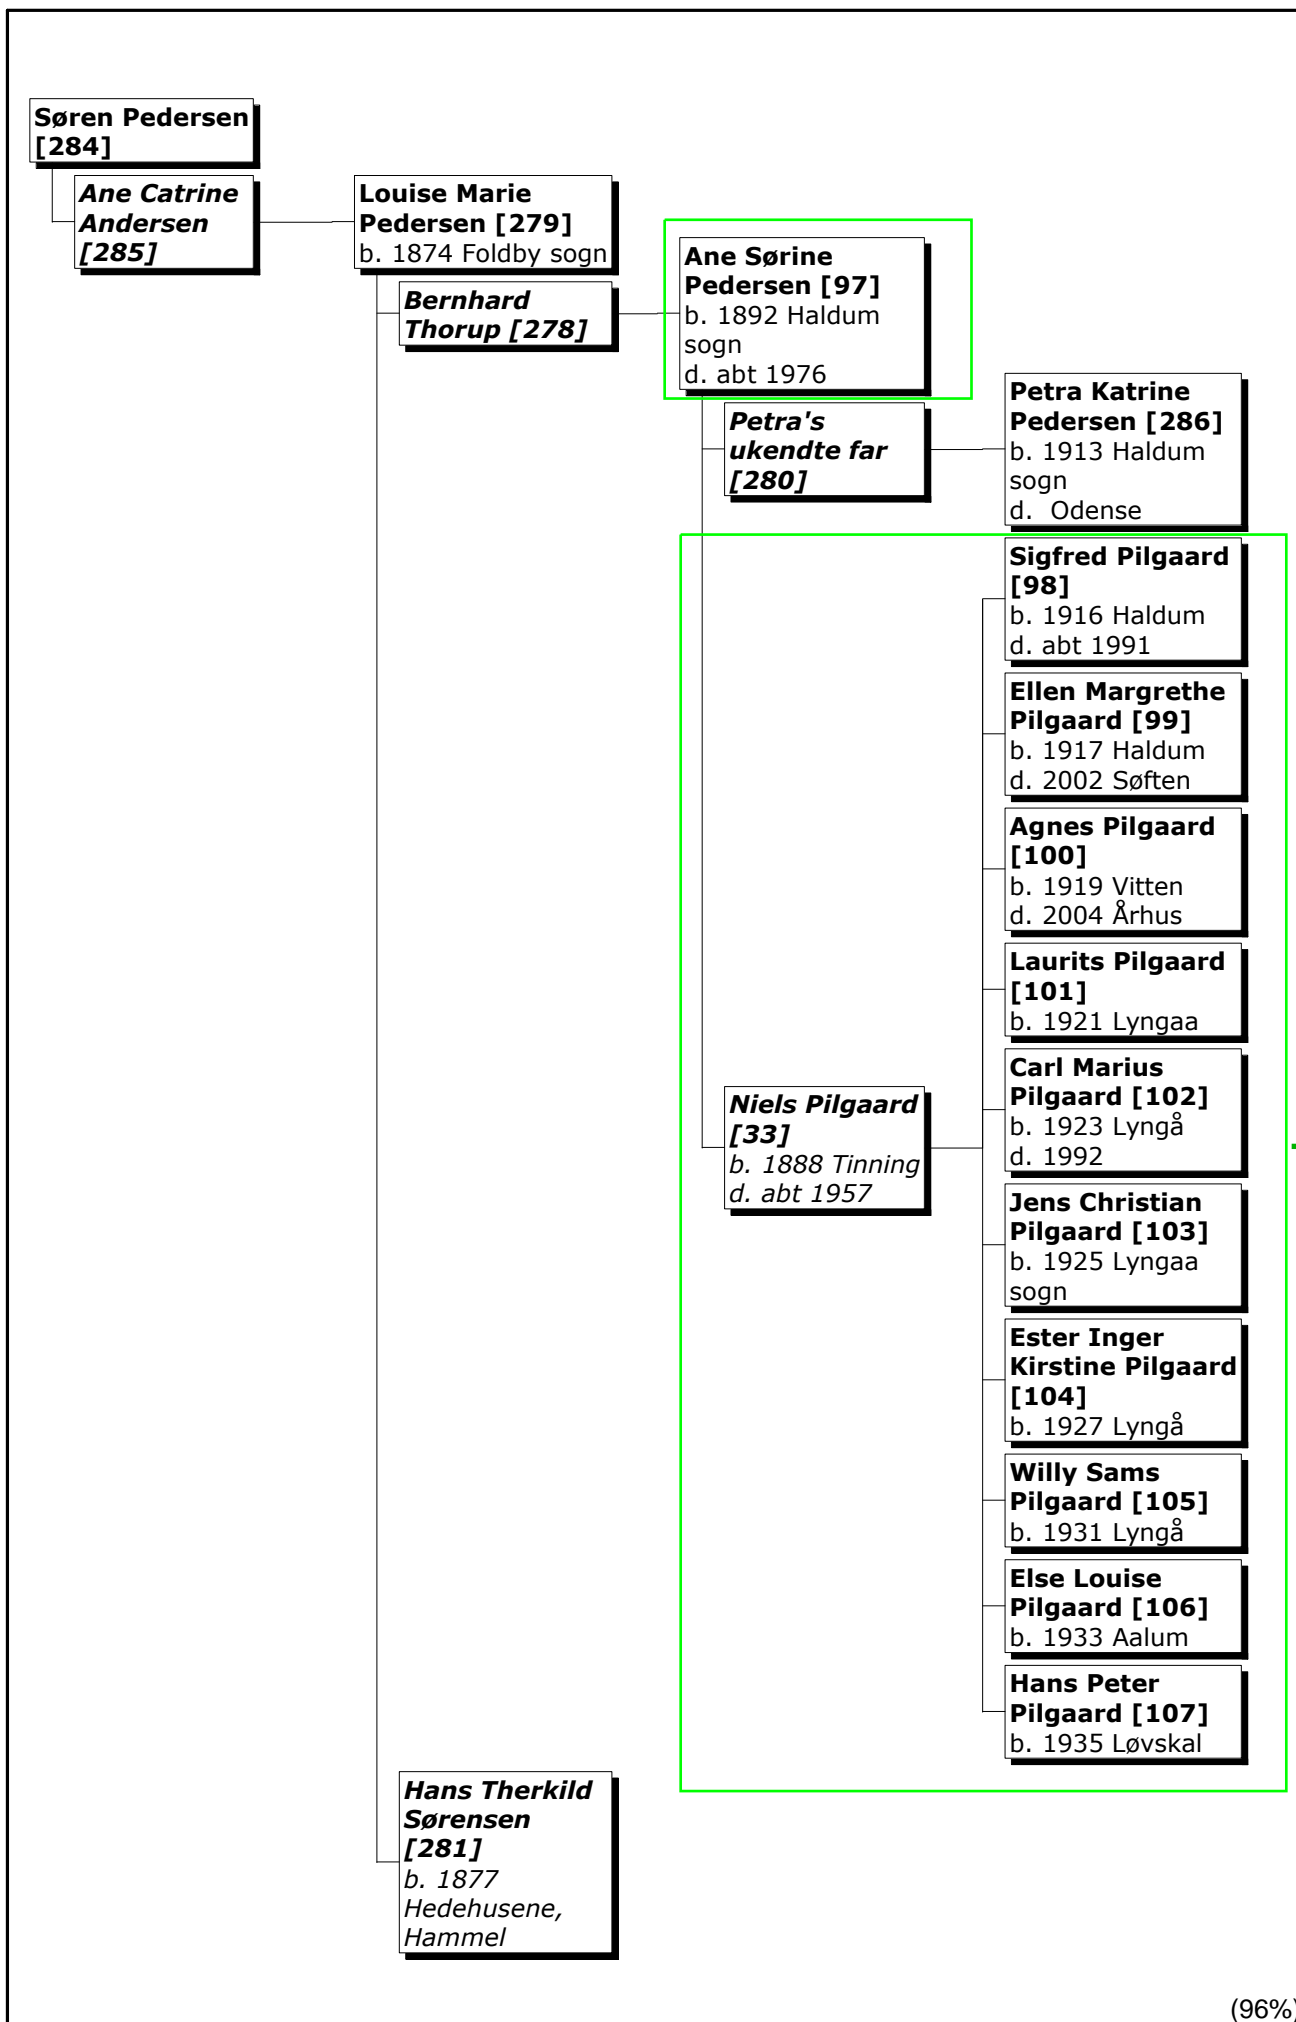 Søren Pedersen
[284]
Ane Catrine
Andersen
[285]
Louise Marie
Pedersen [279]
b. 1874 Foldby sogn
Bernhard
Thorup [278]
Ane Sørine
Pedersen [97]
b. 1892 Haldum
sogn
d. abt 1976
Petra's
ukendte far
[280]
Petra Katrine
Pedersen [286]
b. 1913 Haldum
sogn
d.  Odense
Niels Pilgaard
[33]
b. 1888 Tinning
d. abt 1957
Sigfred Pilgaard
[98]
b. 1916 Haldum
d. abt 1991
Ellen Margrethe
Pilgaard [99]
b. 1917 Haldum
d. 2002 Søften
Agnes Pilgaard
[100]
b. 1919 Vitten
d. 2004 Århus
Laurits Pilgaard
[101]
b. 1921 Lyngaa
Carl Marius
Pilgaard [102]
b. 1923 Lyngå
d. 1992
Jens Christian
Pilgaard [103]
b. 1925 Lyngaa
sogn
Ester Inger
Kirstine Pilgaard
[104]
b. 1927 Lyngå
Willy Sams
Pilgaard [105]
b. 1931 Lyngå
Else Louise
Pilgaard [106]
b. 1933 Aalum
Hans Peter
Pilgaard [107]
b. 1935 Løvskal
Hans Therkild
Sørensen
[281]
b. 1877
Hedehusene,
Hammel
(96%)